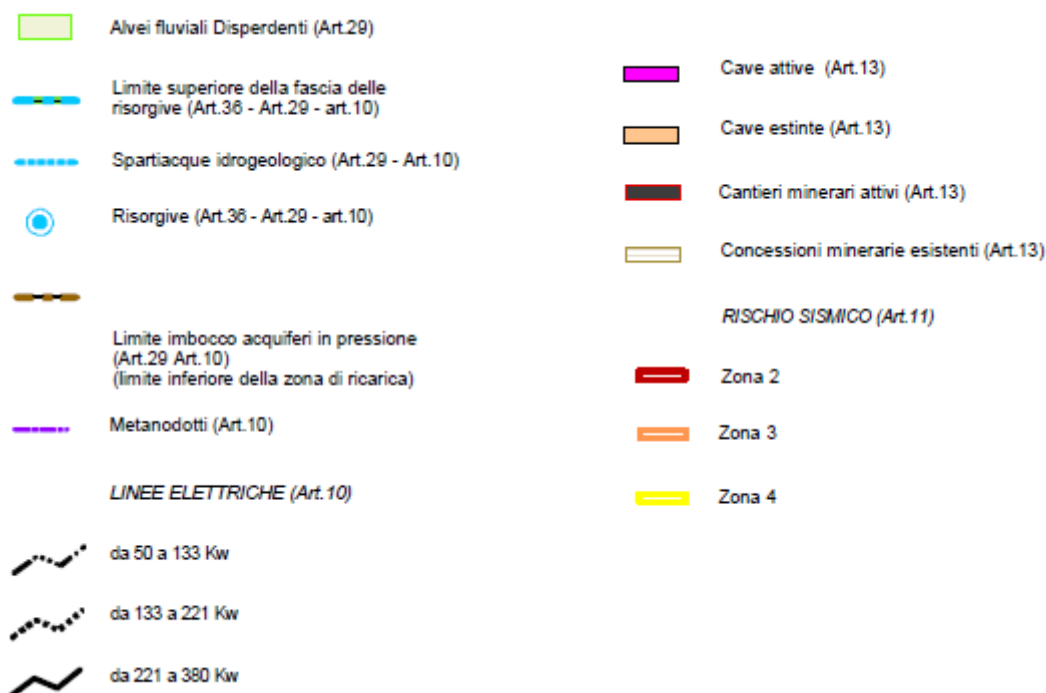 Alvei fluviali Disperdenti (Art.29)
Limite superiore della fascia delle
risorgive (Art.36 - Art.29 - art.10)
Spartiacque idrogeologico (Art.29 - Art.10)
Risorgive (Art.36 - Art.29 - art.10)
Limite imbocco acquiferi in pressione
(Art.29 Art.10)
(limite inferiore della zona di ricarica)
Metanodotti (Art.10)
LINEE ELETTRICHE (Art.10)
da 50 a 133 Kw
da 133 a 221 Kw
da 221 a 380 Kw
Cave attive (Art.13)
Cave estinte (Art.13)
Cantieri minerari attivi (Art.13)
Concessioni minerarie esistenti (Art.13)
RISCHIO SISMICO (Art.11)
Zona 2
Zona 3
Zona 4